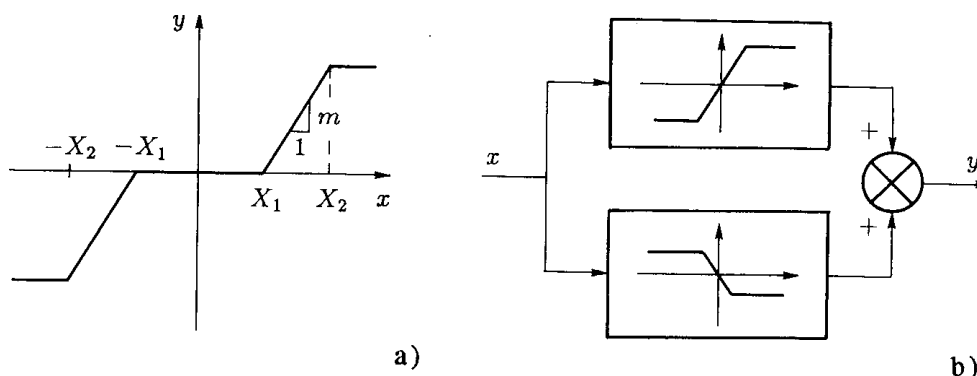 y
m
1
−X₂
−X₁
X₁
X₂
x
a)
x
+
+
y
b)